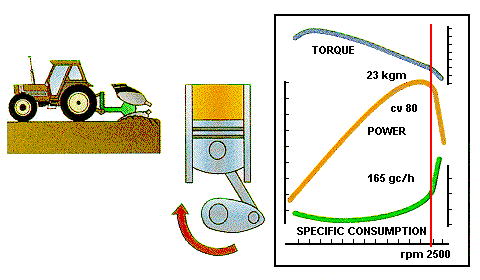 TORQUE
23 kgm
cv 80
POWER
165 gc/h
SPECIFIC CONSUMPTION
rpm 2500